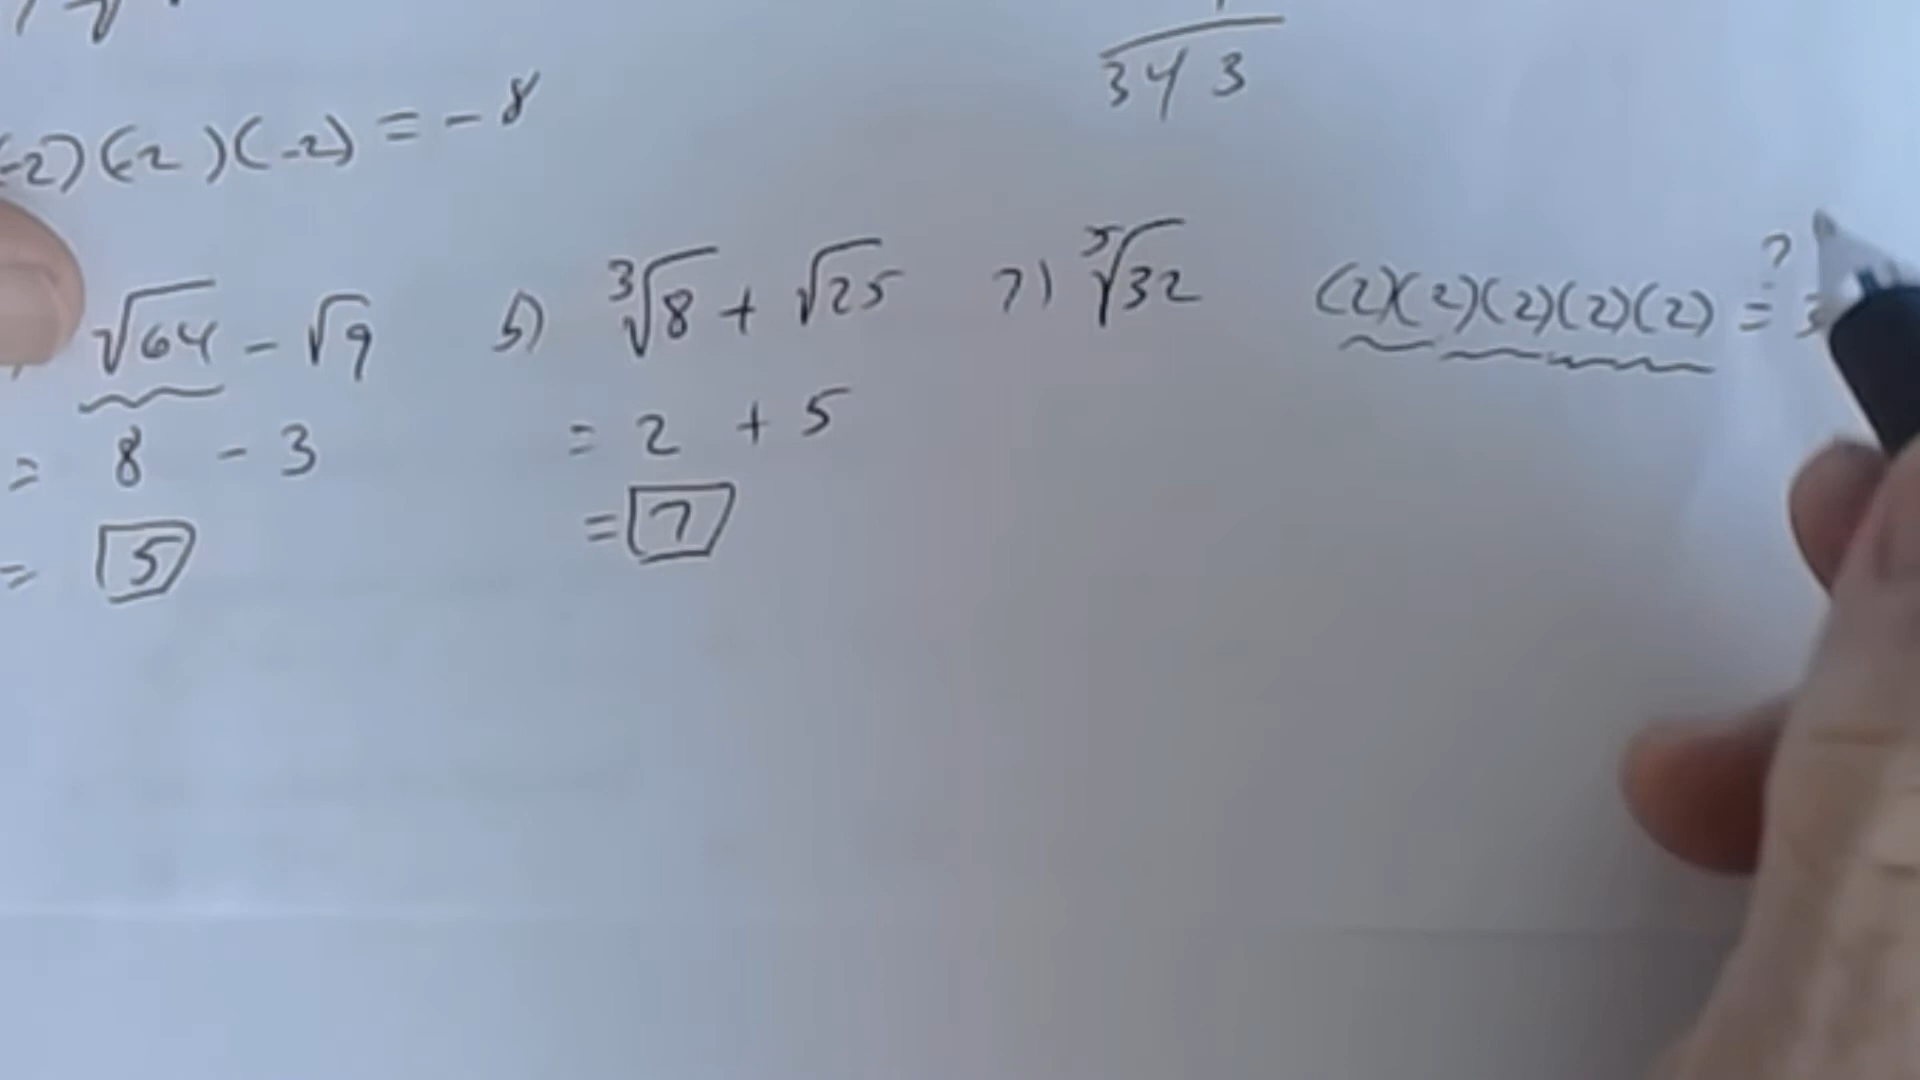 343
(-2)(-2)(-2) = -8
√64 - √9
= 8 - 3
= 5
5) ∛8 + √25
= 2 + 5
= 7
7) ⁵√32
(2)(2)(2)(2)(2) =
?